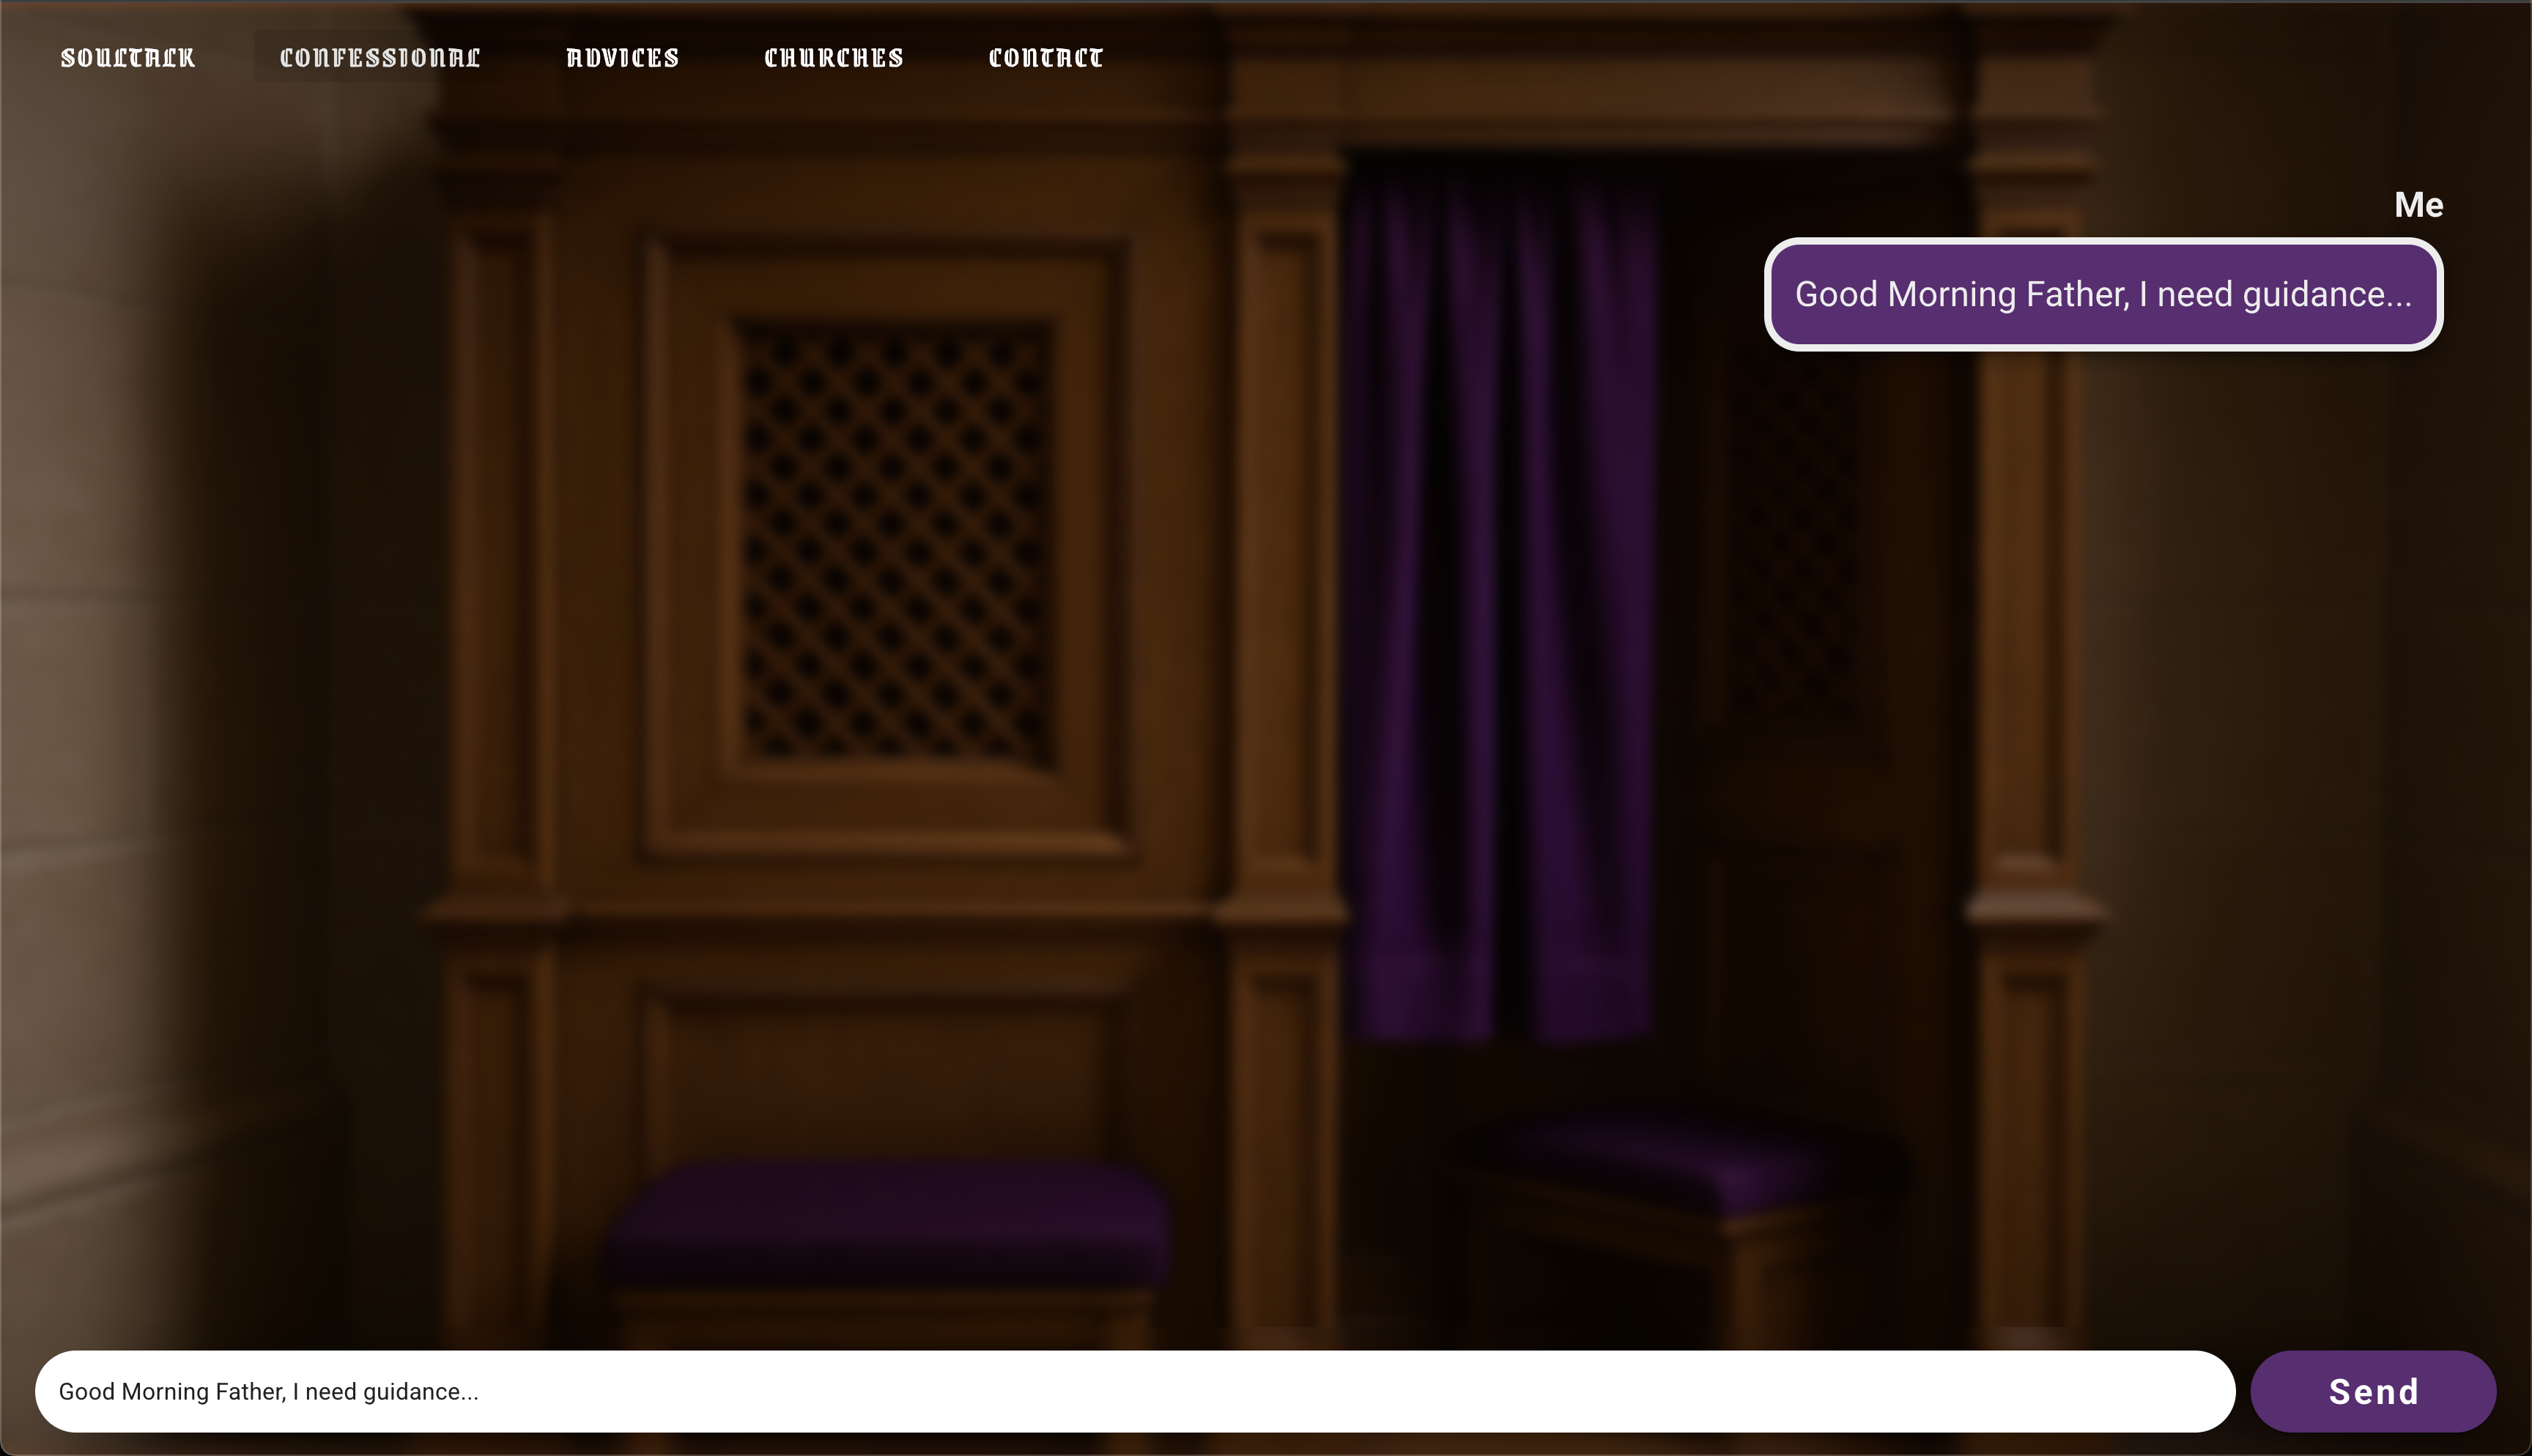 SOULTALK CONFESSIONAL ADVICES CHURCHES CONTACT
Me
Good Morning Father, I need guidance...
Good Morning Father, I need guidance...
Send